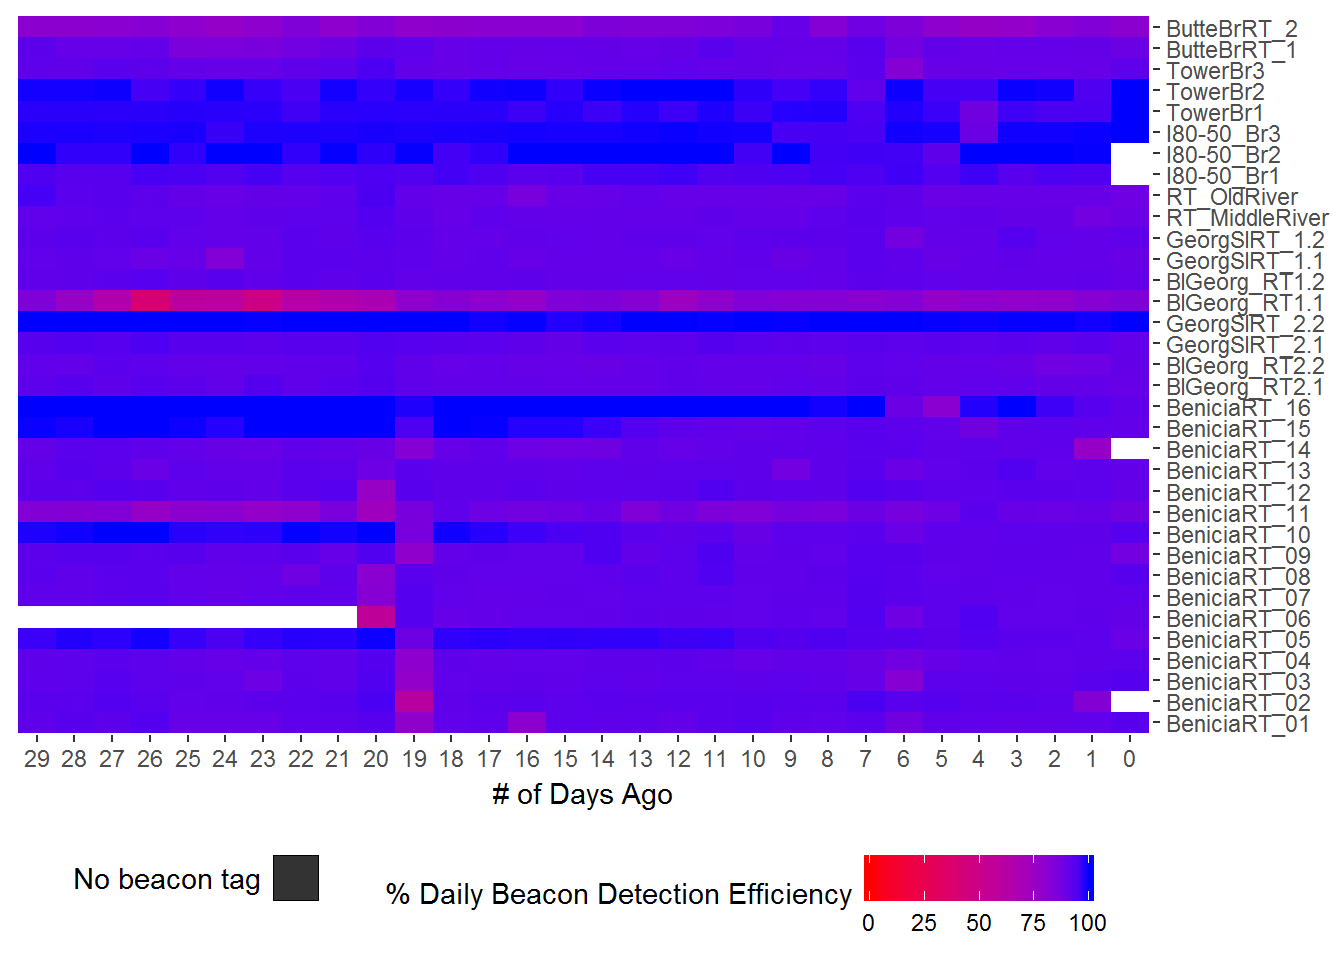 ButteBrRT_2
ButteBrRT_1
TowerBr3
TowerBr2
TowerBr1
I80-50_Br3
I80-50_Br2
I80-50_Br1
RT_OldRiver
RT_MiddleRiver
GeorgSlRT_1.2
GeorgSlRT_1.1
BlGeorg_RT1.2
BlGeorg_RT1.1
GeorgSlRT_2.2
GeorgSlRT_2.1
BlGeorg_RT2.2
BlGeorg_RT2.1
BeniciaRT_16
BeniciaRT_15
BeniciaRT_14
BeniciaRT_13
BeniciaRT_12
BeniciaRT_11
BeniciaRT_10
BeniciaRT_09
BeniciaRT_08
BeniciaRT_07
BeniciaRT_06
BeniciaRT_05
BeniciaRT_04
BeniciaRT_03
BeniciaRT_02
BeniciaRT_01
29 28 27 26 25 24 23 22 21 20 19 18 17 16 15 14 13 12 11 10 9 8 7 6 5 4 3 2 1 0
# of Days Ago
No beacon tag
% Daily Beacon Detection Efficiency
0 25 50 75 100